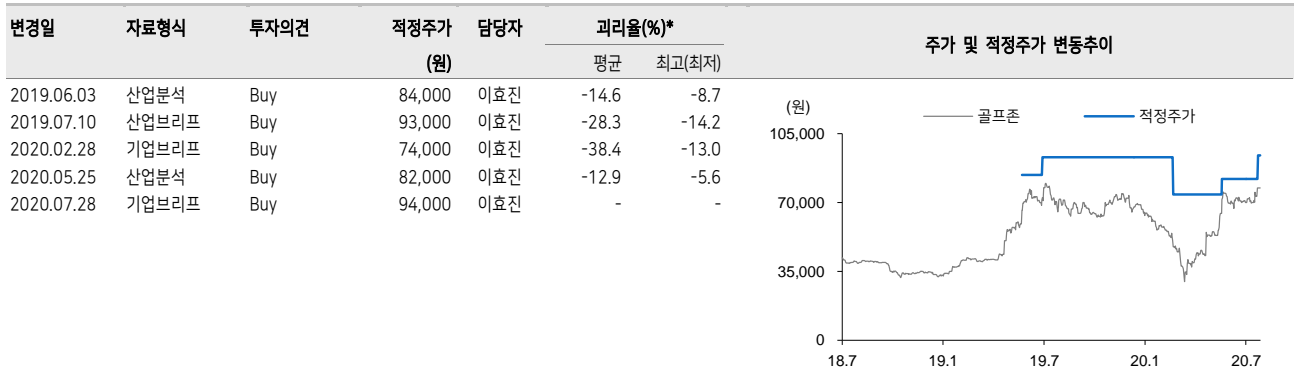 변경일 자료형식 투자의견 적정주가 담당자 괴리율(%)* 주가 및 적정주가 변동추이
(원) 평균 최고(최저)
2019.06.03 산업분석 Buy 84,000 이효진 -14.6 -8.7
2019.07.10 산업브리프 Buy 93,000 이효진 -28.3 -14.2
2020.02.28 기업브리프 Buy 74,000 이효진 -38.4 -13.0
2020.05.25 산업분석 Buy 82,000 이효진 -12.9 -5.6
2020.07.28 기업브리프 Buy 94,000 이효진 - -
(원) 골프존 적정주가
105,000
70,000
35,000
0
18.7 19.1 19.7 20.1 20.7